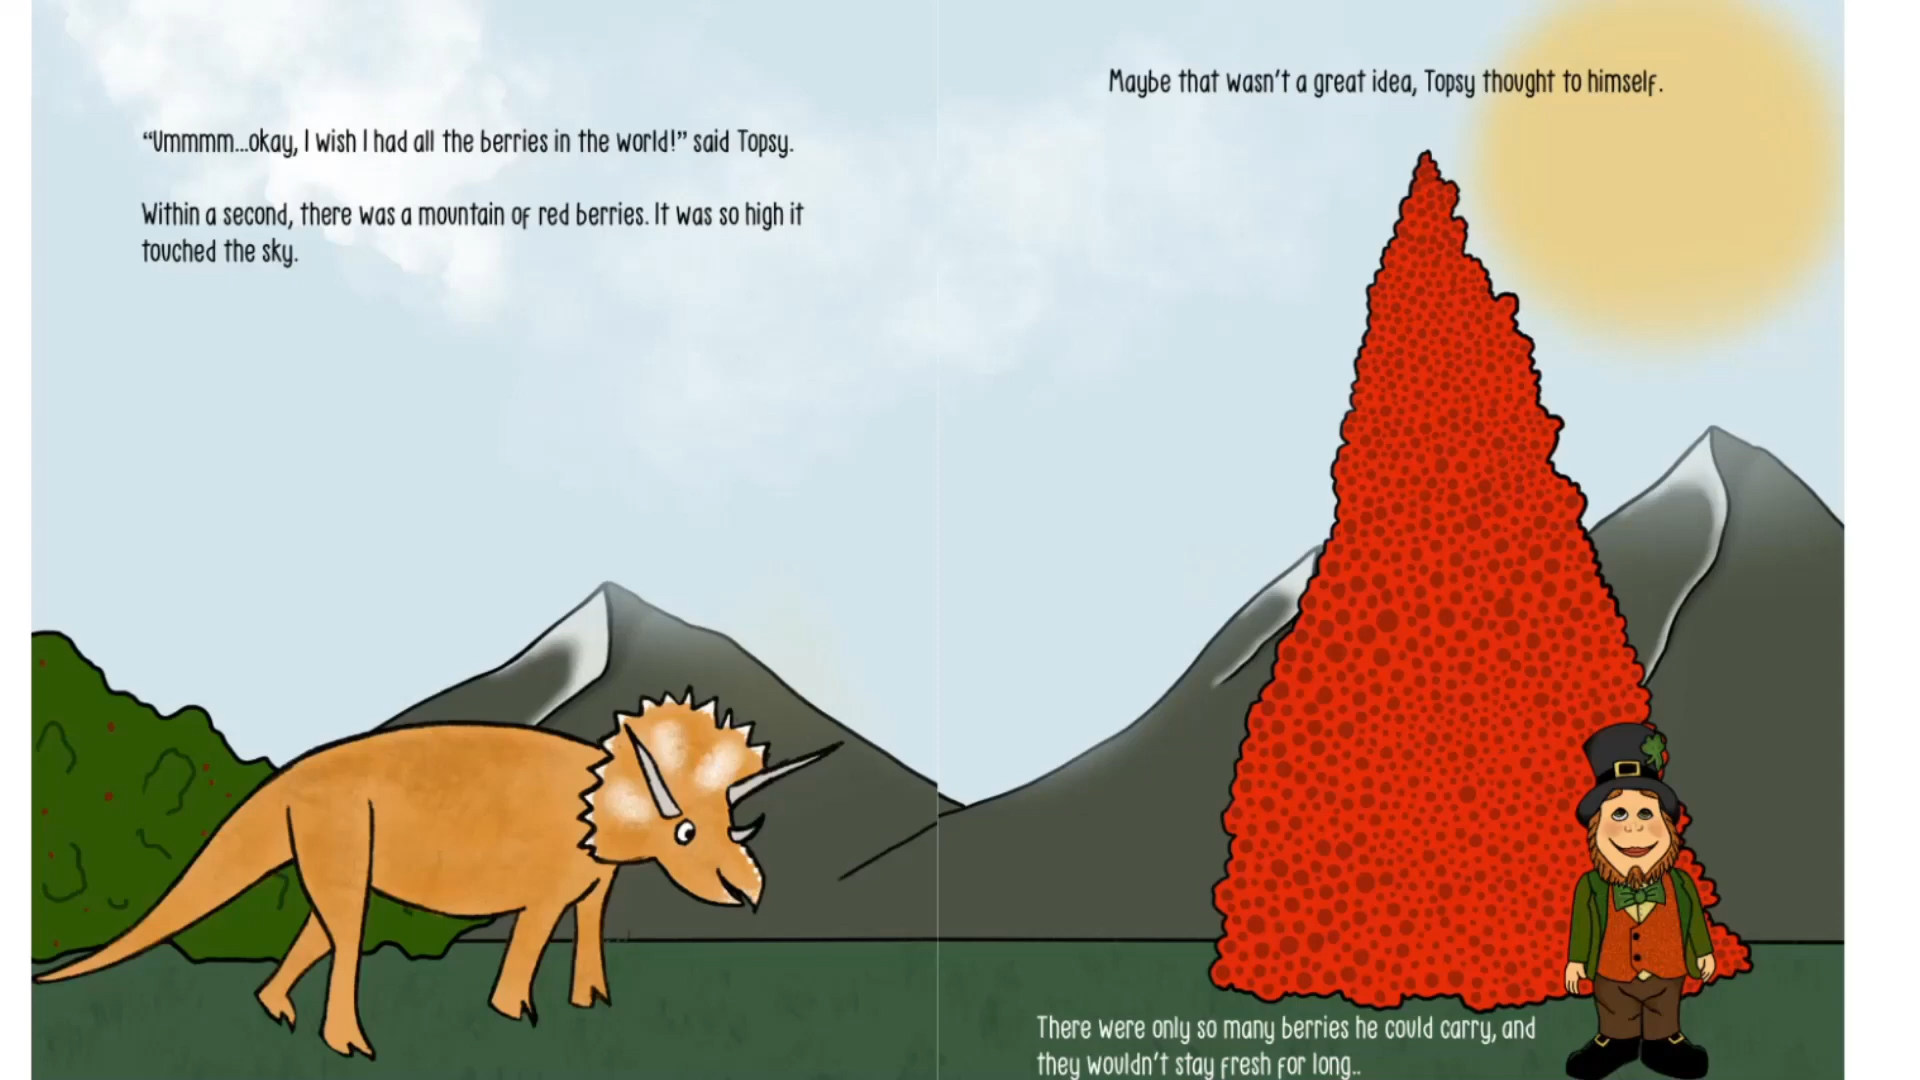 “Ummmm...okay, I wish I had all the berries in the world!” said Topsy.
Within a second, there was a mountain of red berries. It was so high it
touched the sky.
Maybe that wasn’t a great idea, Topsy thought to himself.
There were only so many berries he could carry, and
they wouldn’t stay fresh for long..